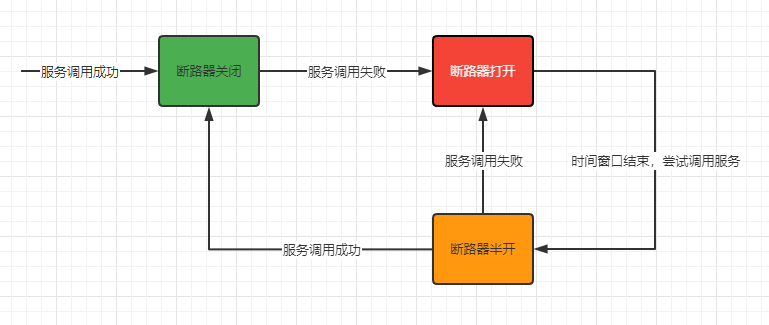 服务调用成功
断路器关闭
服务调用失败
断路器打开
服务调用失败
时间窗口结束，尝试调用服务
服务调用成功
断路器半开